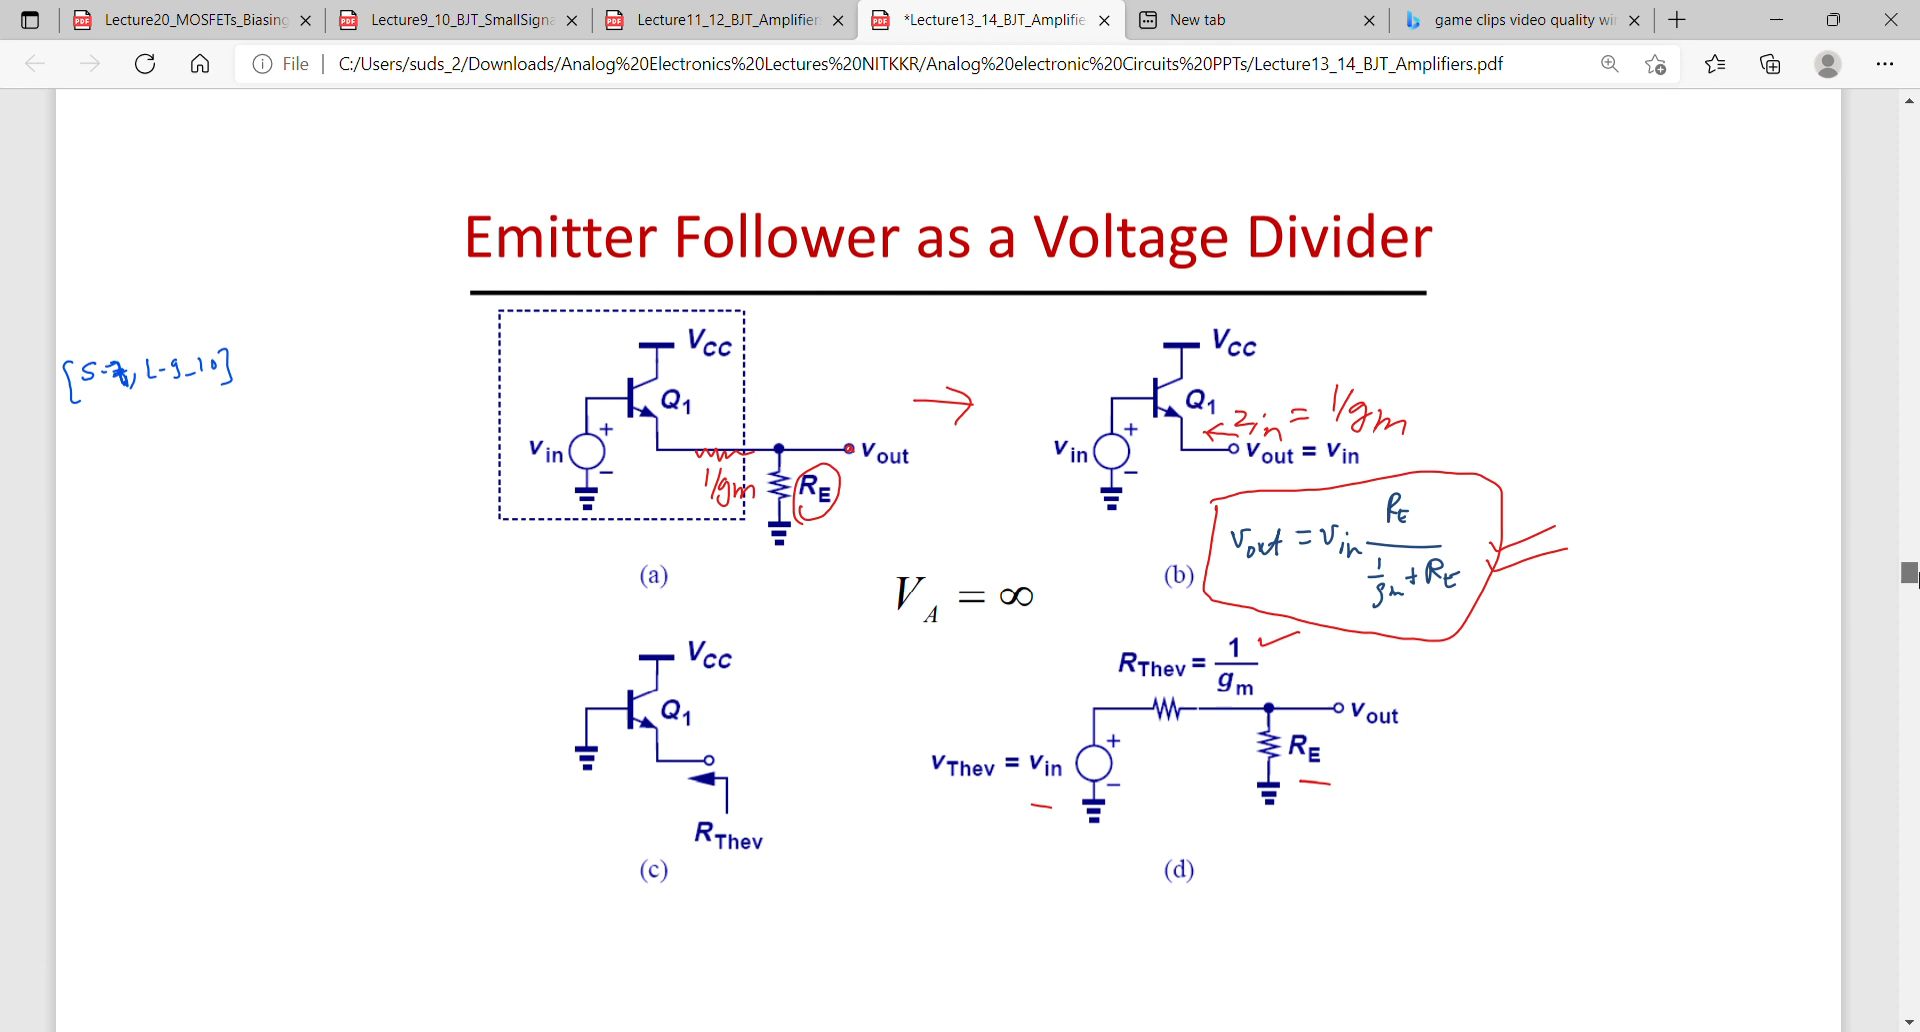 Lecture20_MOSFETs_Biasing
Lecture9_10_BJT_SmallSigna
Lecture11_12_BJT_Amplifier
*Lecture13_14_BJT_Amplifie
New tab
game clips video quality wi
File
C:/Users/suds_2/Downloads/Analog%20Electronics%20Lectures%20NITKKR/Analog%20electronic%20Circuits%20PPTs/Lecture13_14_BJT_Amplifiers.pdf
Emitter Follower as a Voltage Divider
VCC
Q1
vin
+
−
1/gm
RE
vout
(a)
VCC
Q1
zin = 1/gm
vin
+
−
vout = vin
vout = vin RE / (1/gm + RE)
(b)
VA = ∞
VCC
Q1
RThev
(c)
RThev = 1/gm
vThev = vin
+
−
RE
vout
(d)